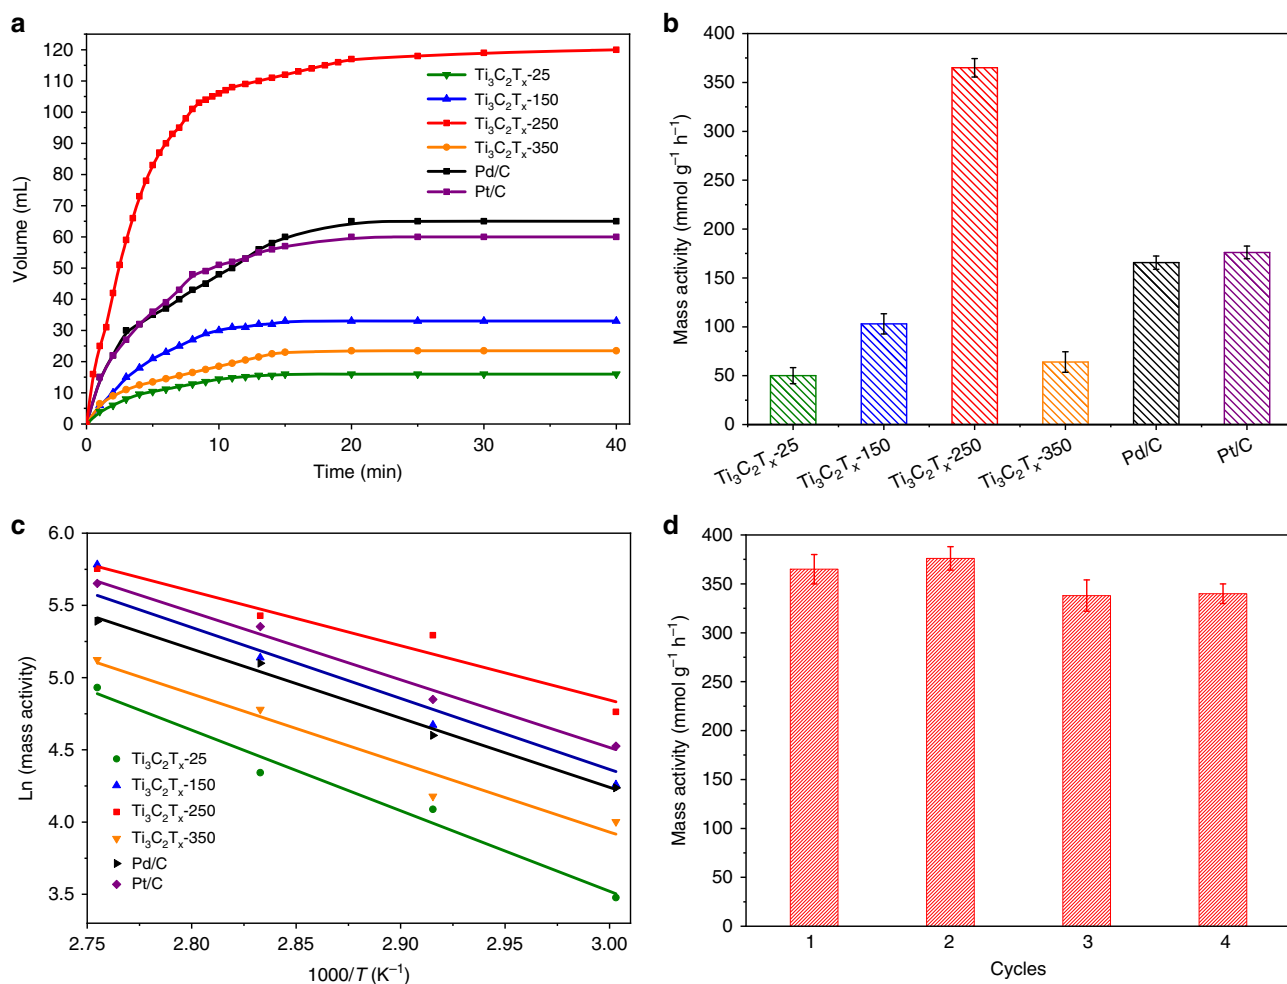 a
120
110
100
90
80
70
60
50
40
30
20
10
0
Volume (mL)
Ti₃C₂Tₓ-25
Ti₃C₂Tₓ-150
Ti₃C₂Tₓ-250
Ti₃C₂Tₓ-350
Pd/C
Pt/C
0 10 20 30 40
Time (min)
b
400
350
300
250
200
150
100
50
0
Mass activity (mmol g⁻¹ h⁻¹)
Ti₃C₂Tₓ-25
Ti₃C₂Tₓ-150
Ti₃C₂Tₓ-250
Ti₃C₂Tₓ-350
Pd/C
Pt/C
c
6.0
5.5
5.0
4.5
4.0
3.5
Ln (mass activity)
Ti₃C₂Tₓ-25
Ti₃C₂Tₓ-150
Ti₃C₂Tₓ-250
Ti₃C₂Tₓ-350
Pd/C
Pt/C
2.75 2.80 2.85 2.90 2.95 3.00
1000/T (K⁻¹)
d
400
350
300
250
200
150
100
50
0
Mass activity (mmol g⁻¹ h⁻¹)
1 2 3 4
Cycles